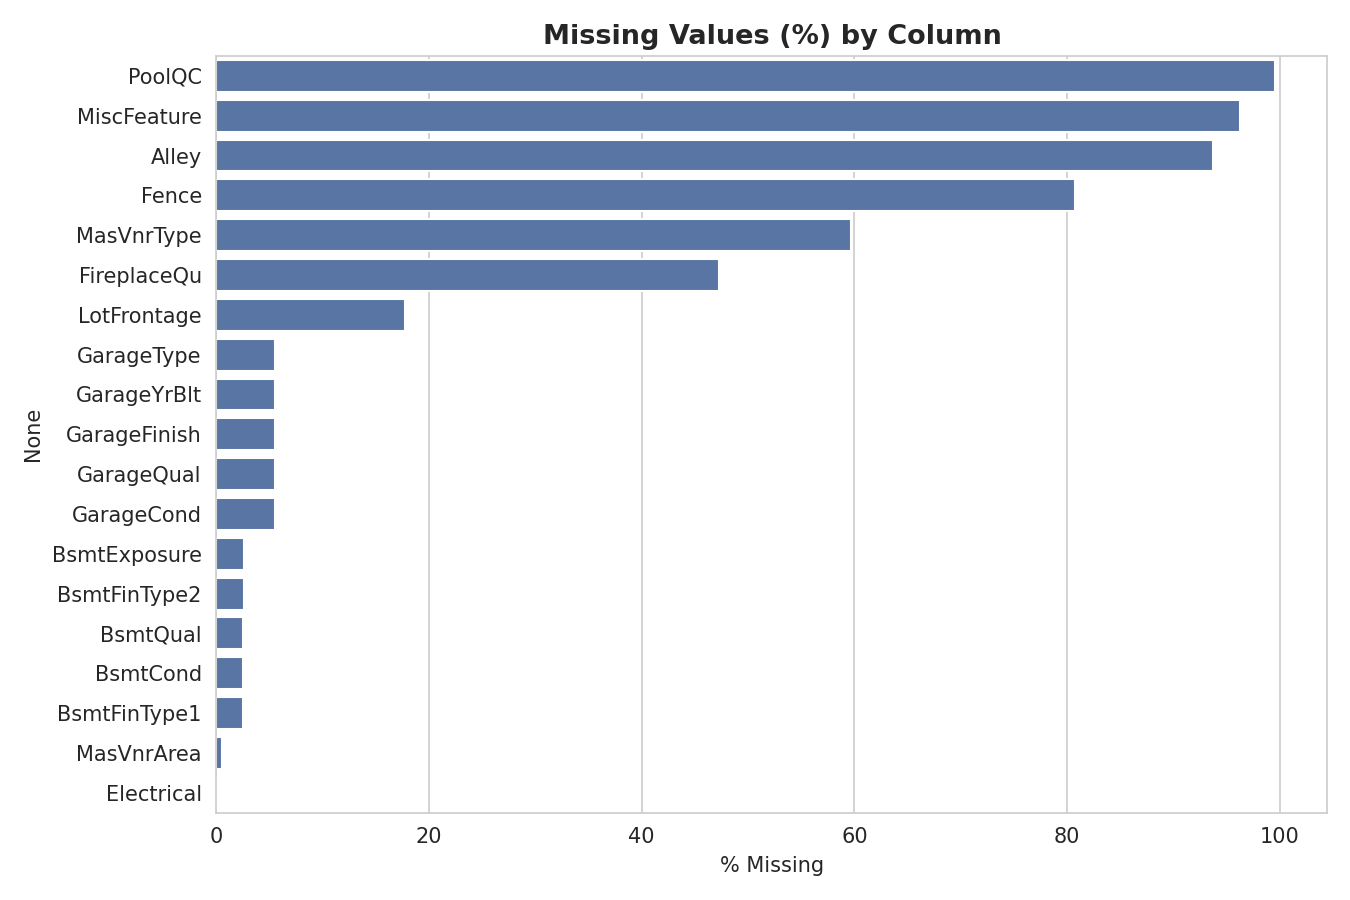 Missing Values (%) by Column
PoolQC
MiscFeature
Alley
Fence
MasVnrType
FireplaceQu
LotFrontage
GarageType
GarageYrBlt
GarageFinish
GarageQual
GarageCond
BsmtExposure
BsmtFinType2
BsmtQual
BsmtCond
BsmtFinType1
MasVnrArea
Electrical
None
0 20 40 60 80 100
% Missing